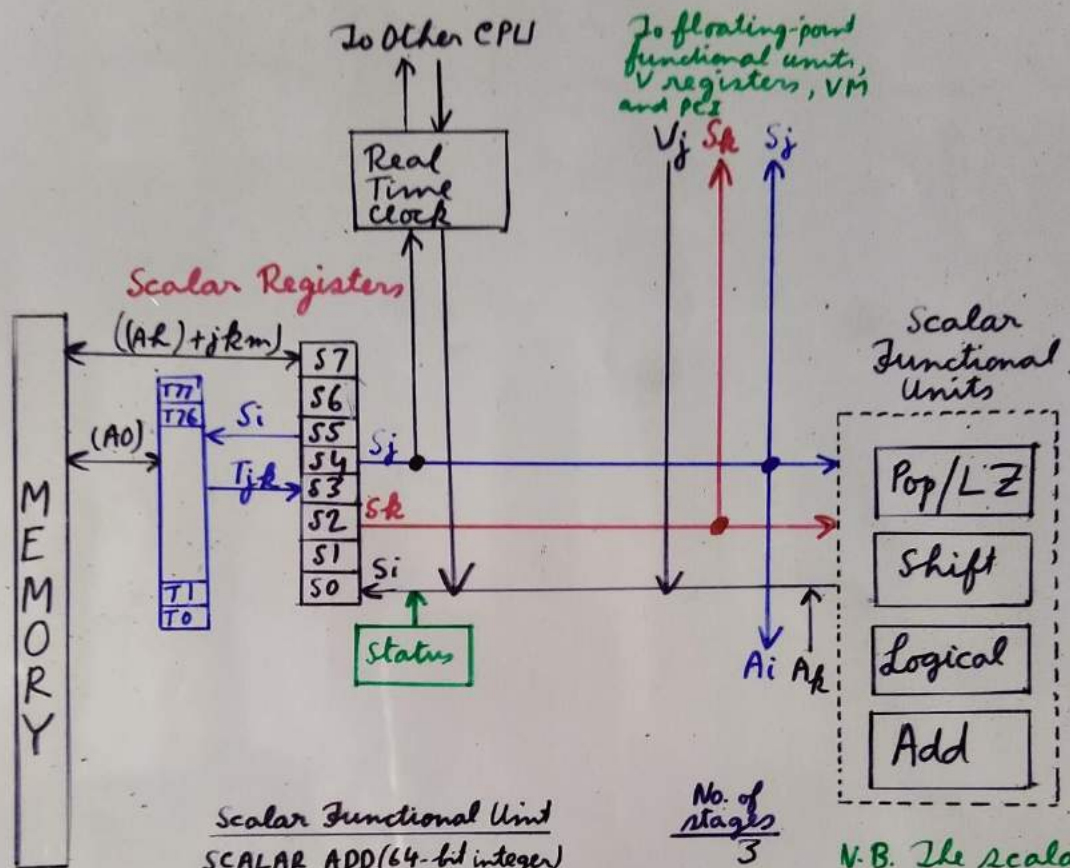 To Other CPU
To floating-point
functional units,
V registers, VM
and PCI
Vj Sk Sj
Real
Time
Clock
Scalar Registers
((Ah)+jkm)
S7
S6
S5
S4
S3
S2
S1
S0
T77
T76
T1
T0
Si
(A0)
Tjk
Sj
Sk
Si
Status
Ai Ak
MEMORY
Scalar
Functional
Units
Pop/LZ
Shift
Logical
Add
Scalar Functional Unit
No. of
stages
SCALAR ADD (64-bit integer)
3
N.B. The scala